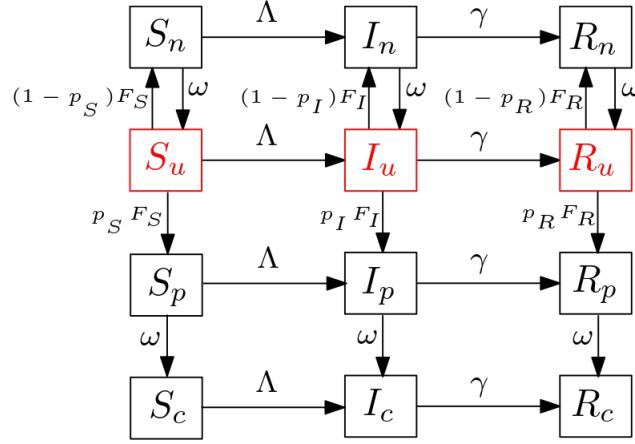 S_n Λ I_n γ R_n
(1 - p_S)F_S ω (1 - p_I)F_I ω (1 - p_R)F_R ω
S_u Λ I_u γ R_u
p_S F_S p_I F_I p_R F_R
S_p Λ I_p γ R_p
ω ω ω
S_c Λ I_c γ R_c